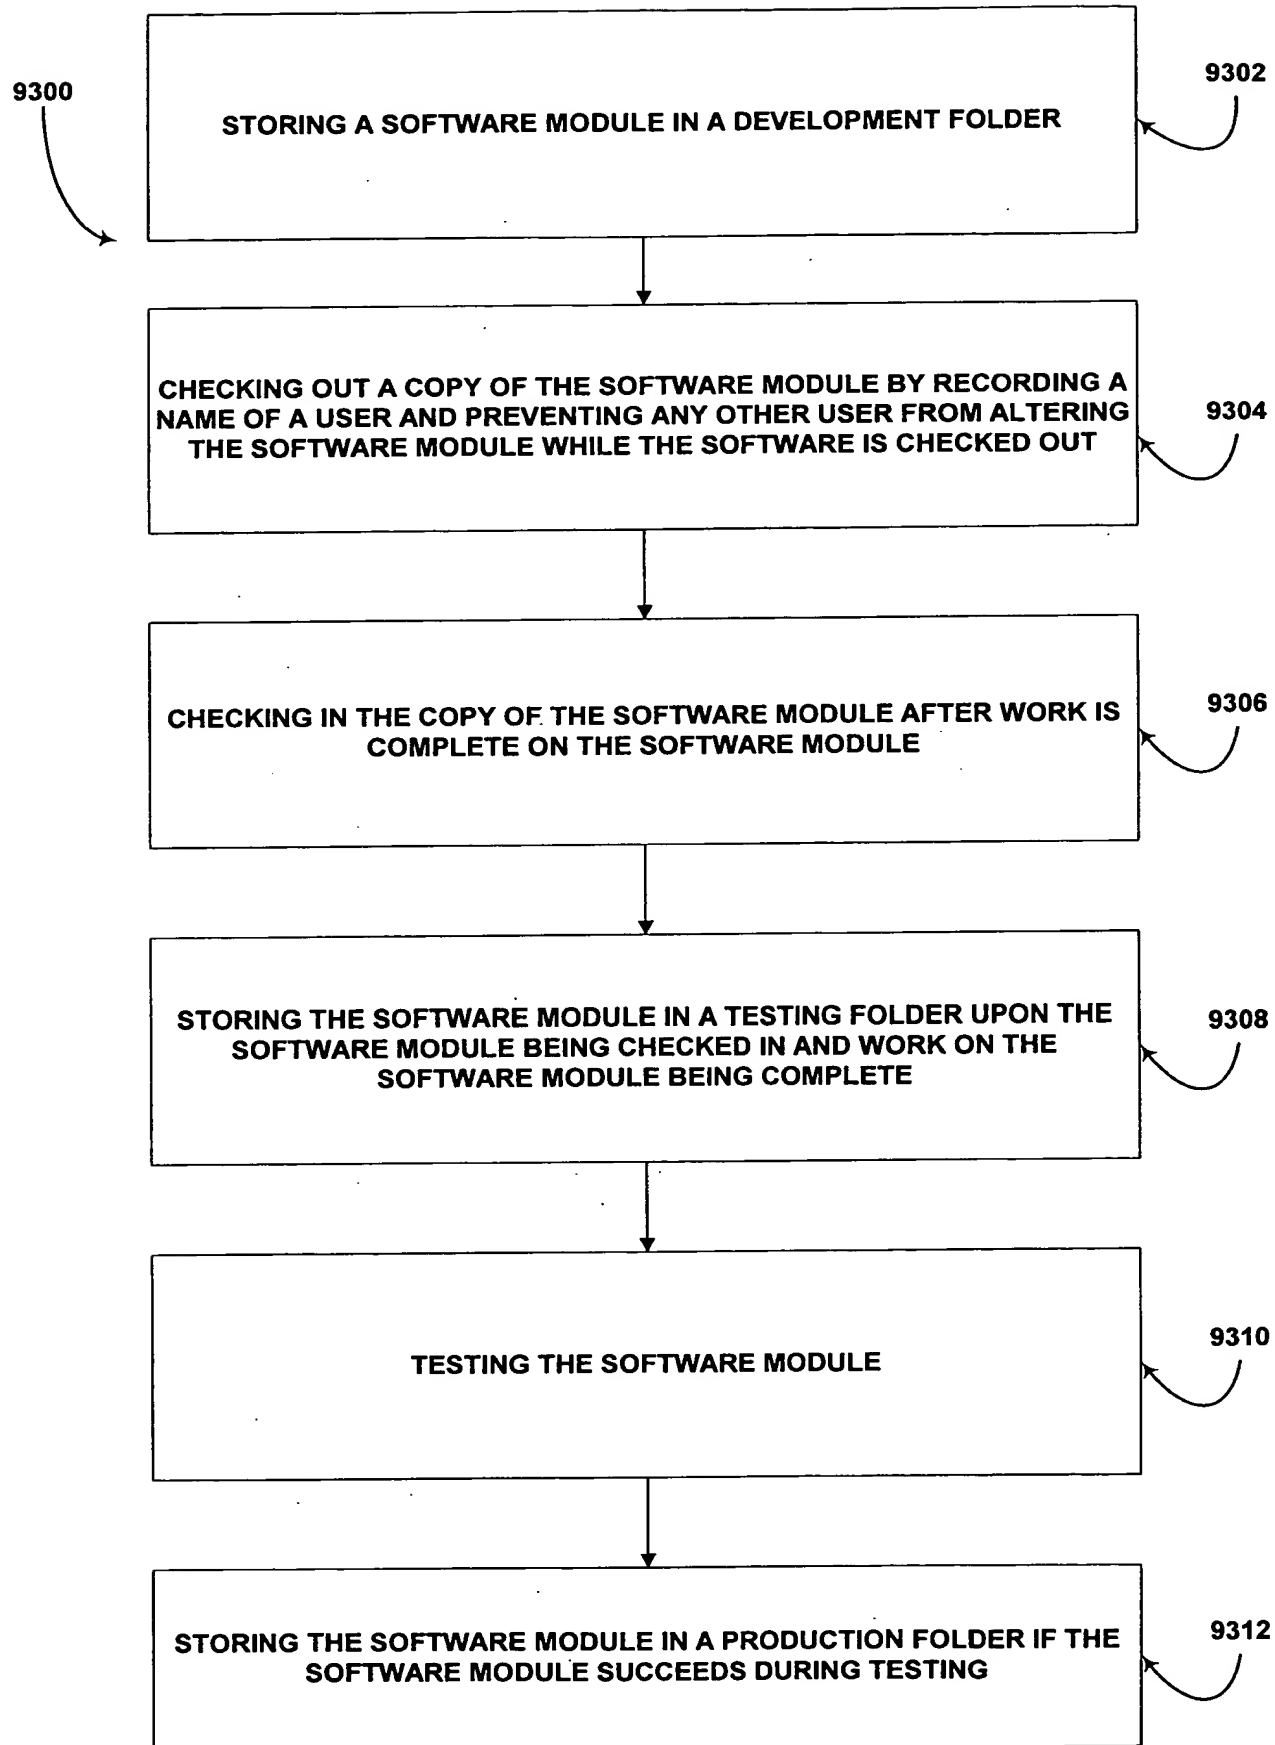 9300
9302
STORING A SOFTWARE MODULE IN A DEVELOPMENT FOLDER
CHECKING OUT A COPY OF THE SOFTWARE MODULE BY RECORDING A
NAME OF A USER AND PREVENTING ANY OTHER USER FROM ALTERING
THE SOFTWARE MODULE WHILE THE SOFTWARE IS CHECKED OUT
9304
CHECKING IN THE COPY OF THE SOFTWARE MODULE AFTER WORK IS
COMPLETE ON THE SOFTWARE MODULE
9306
STORING THE SOFTWARE MODULE IN A TESTING FOLDER UPON THE
SOFTWARE MODULE BEING CHECKED IN AND WORK ON THE
SOFTWARE MODULE BEING COMPLETE
9308
TESTING THE SOFTWARE MODULE
9310
STORING THE SOFTWARE MODULE IN A PRODUCTION FOLDER IF THE
SOFTWARE MODULE SUCCEEDS DURING TESTING
9312